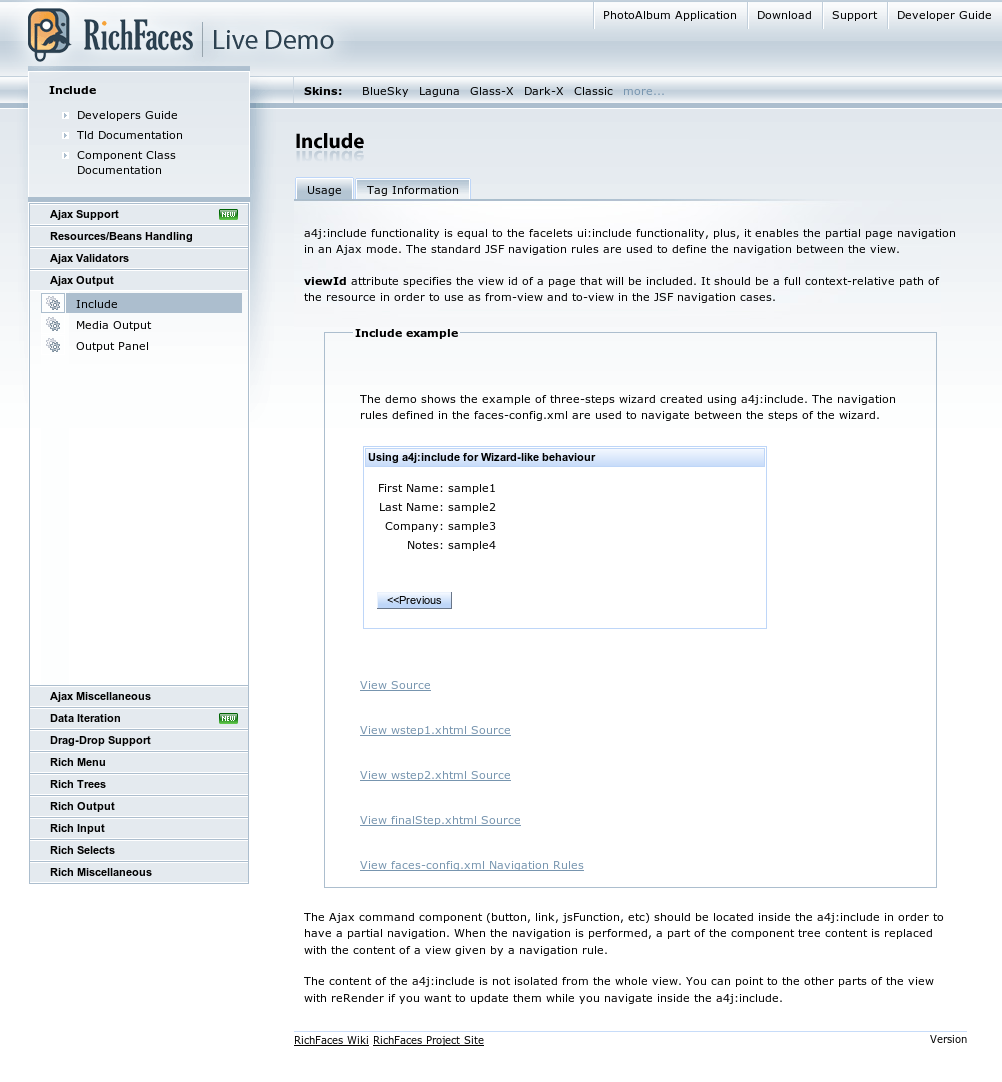 PhotoAlbum Application Download Support Developer Guide
RichFaces Live Demo
Skins: BlueSky Laguna Glass-X Dark-X Classic more...
Include
Developers Guide
Tld Documentation
Component Class
Documentation
Ajax Support NEW
Resources/Beans Handling
Ajax Validators
Ajax Output
Include
Media Output
Output Panel
Ajax Miscellaneous
Data Iteration NEW
Drag-Drop Support
Rich Menu
Rich Trees
Rich Output
Rich Input
Rich Selects
Rich Miscellaneous
Include
Usage Tag Information
a4j:include functionality is equal to the facelets ui:include functionality, plus, it enables the partial page navigation
in an Ajax mode. The standard JSF navigation rules are used to define the navigation between the view.
viewId attribute specifies the view id of a page that will be included. It should be a full context-relative path of
the resource in order to use as from-view and to-view in the JSF navigation cases.
Include example
The demo shows the example of three-steps wizard created using a4j:include. The navigation
rules defined in the faces-config.xml are used to navigate between the steps of the wizard.
Using a4j:include for Wizard-like behaviour
First Name: sample1
Last Name: sample2
Company: sample3
Notes: sample4
<<Previous
View Source
View wstep1.xhtml Source
View wstep2.xhtml Source
View finalStep.xhtml Source
View faces-config.xml Navigation Rules
The Ajax command component (button, link, jsFunction, etc) should be located inside the a4j:include in order to
have a partial navigation. When the navigation is performed, a part of the component tree content is replaced
with the content of a view given by a navigation rule.
The content of the a4j:include is not isolated from the whole view. You can point to the other parts of the view
with reRender if you want to update them while you navigate inside the a4j:include.
RichFaces Wiki RichFaces Project Site Version